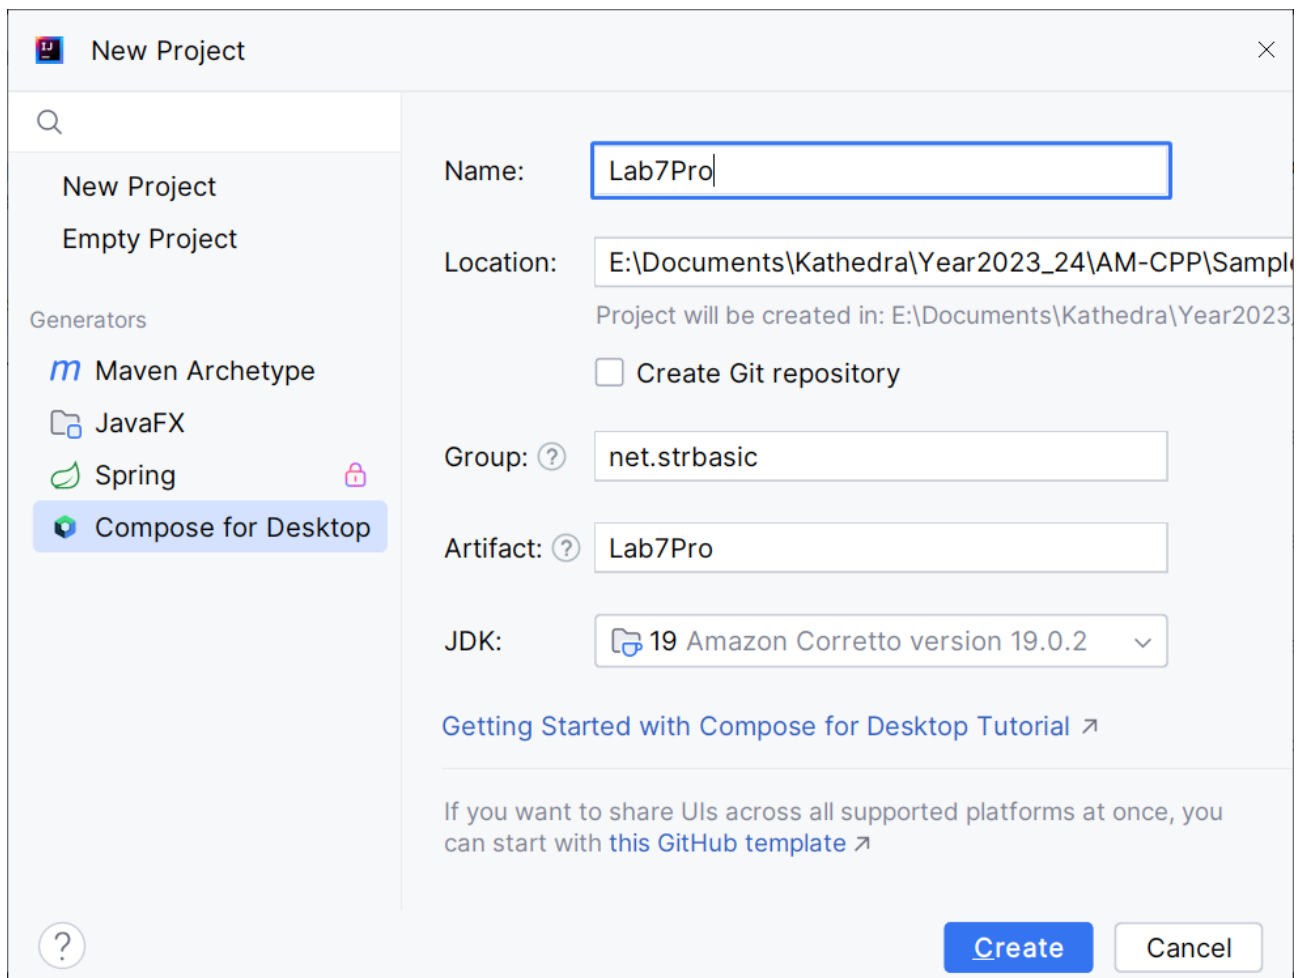 New Project
New Project
Empty Project
Generators
Maven Archetype
JavaFX
Spring
Compose for Desktop
Name: Lab7Pro
Location: E:\Documents\Kathedra\Year2023_24\AM-CPP\Sample
Project will be created in: E:\Documents\Kathedra\Year2023
Create Git repository
Group: ? net.strbasic
Artifact: ? Lab7Pro
JDK: 19 Amazon Corretto version 19.0.2
Getting Started with Compose for Desktop Tutorial ↗
If you want to share UIs across all supported platforms at once, you
can start with this GitHub template ↗
? Create Cancel